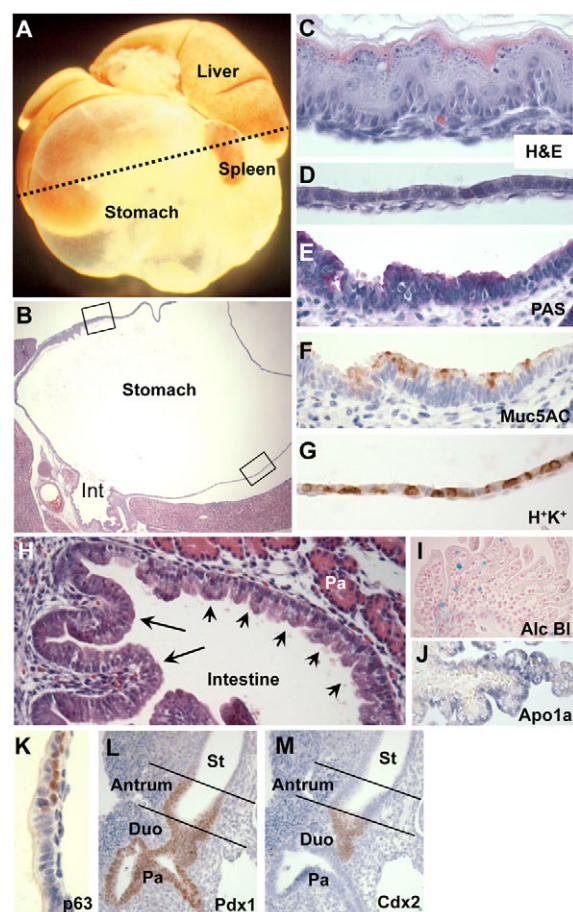 A
Liver
Spleen
Stomach
B
Stomach
Int
C
H&E
D
E
PAS
F
Muc5AC
G
H⁺K⁺
H
Pa
Intestine
I
Alc Bl
J
Apo1a
K
p63
L
St
Antrum
Duo
Pa
Pdx1
M
St
Antrum
Duo
Pa
Cdx2